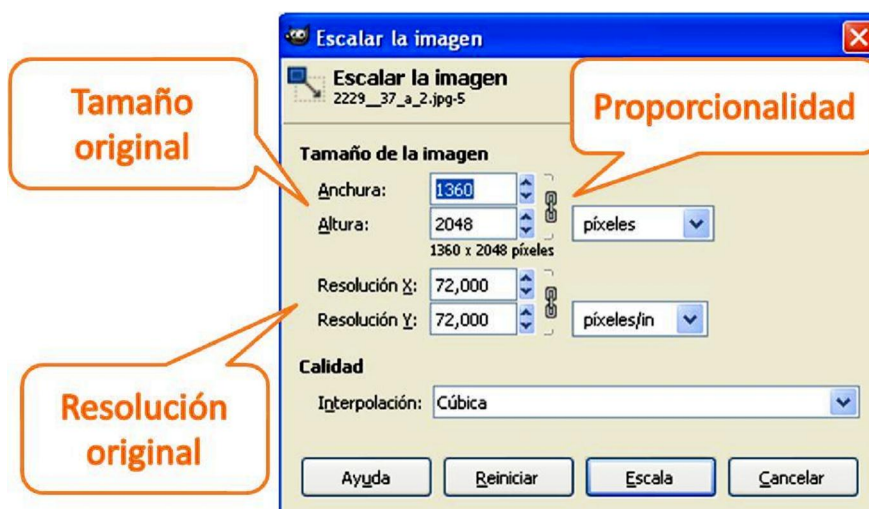 Escalar la imagen
Escalar la imagen
2229__37_a_2.jpg-5
Tamaño
original
Proporcionalidad
Tamaño de la imagen
Anchura: 1360
Altura: 2048 píxeles
1360 x 2048 píxeles
Resolución X: 72,000
Resolución Y: 72,000 píxeles/in
Resolución
original
Calidad
Interpolación: Cúbica
Ayuda Reiniciar Escala Cancelar